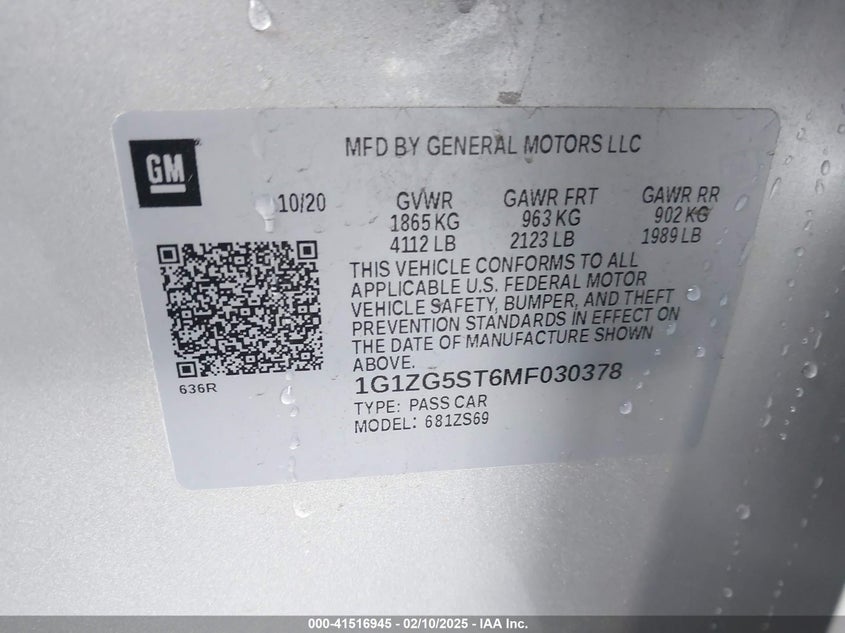 MFD BY GENERAL MOTORS LLC
GM
10/20
GVWR GAWR FRT GAWR RR
1865 KG 963 KG 902 KG
4112 LB 2123 LB 1989 LB
THIS VEHICLE CONFORMS TO ALL
APPLICABLE U.S. FEDERAL MOTOR
VEHICLE SAFETY, BUMPER, AND THEFT
PREVENTION STANDARDS IN EFFECT ON
THE DATE OF MANUFACTURE SHOWN
ABOVE.
636R
1G1ZG5ST6MF030378
TYPE: PASS CAR
MODEL: 681ZS69
000-41516945 - 02/10/2025 - IAA Inc.